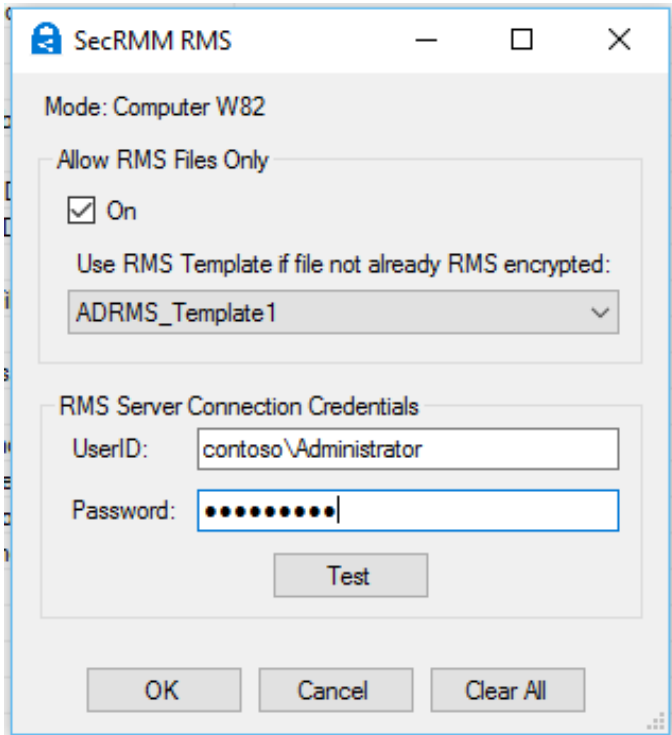 SecRMM RMS
Mode: Computer W82
Allow RMS Files Only
On
Use RMS Template if file not already RMS encrypted:
ADRMS_Template1
RMS Server Connection Credentials
UserID: contoso\Administrator
Password: ●●●●●●●●●
Test
OK Cancel Clear All